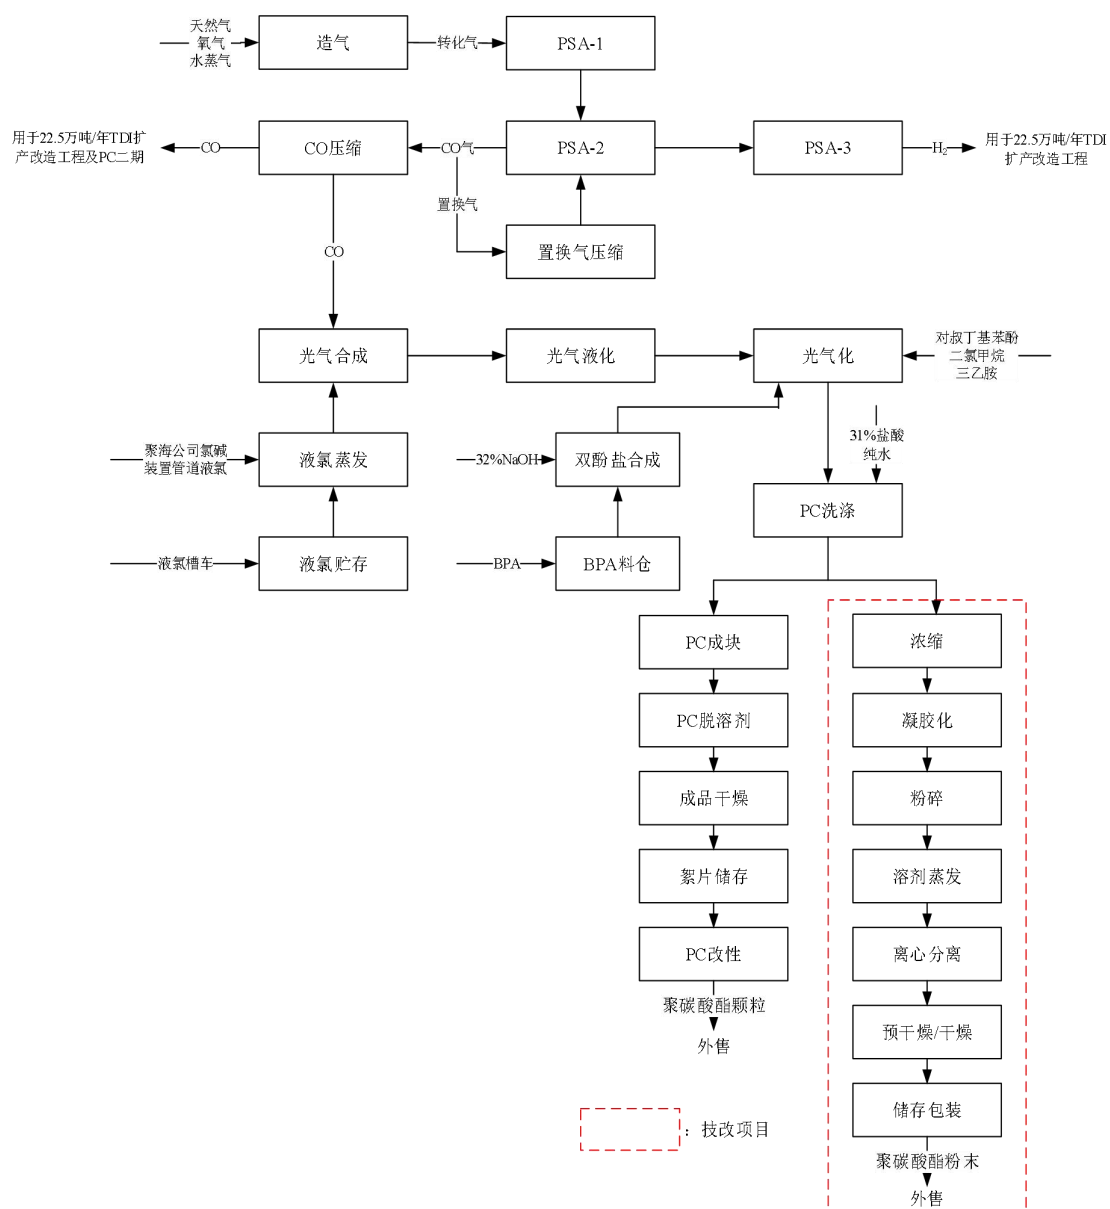 天然气
氧气
水蒸气
造气
转化气
PSA-1
用于22.5万吨/年TDI扩
产改造工程及PC二期
CO
CO压缩
CO气
PSA-2
PSA-3
H₂
用于22.5万吨/年TDI
扩产改造工程
置换气
置换气压缩
CO
光气合成
光气液化
光气化
对叔丁基苯酚
二氯甲烷
三乙胺
聚海公司氯碱
装置管道液氯
液氯蒸发
32%NaOH
双酚盐合成
31%盐酸
纯水
PC洗涤
液氯槽车
液氯贮存
BPA
BPA料仓
PC成块
浓缩
PC脱溶剂
凝胶化
成品干燥
粉碎
絮片储存
溶剂蒸发
PC改性
离心分离
聚碳酸酯颗粒
外售
预干燥/干燥
储存包装
：技改项目
聚碳酸酯粉末
外售